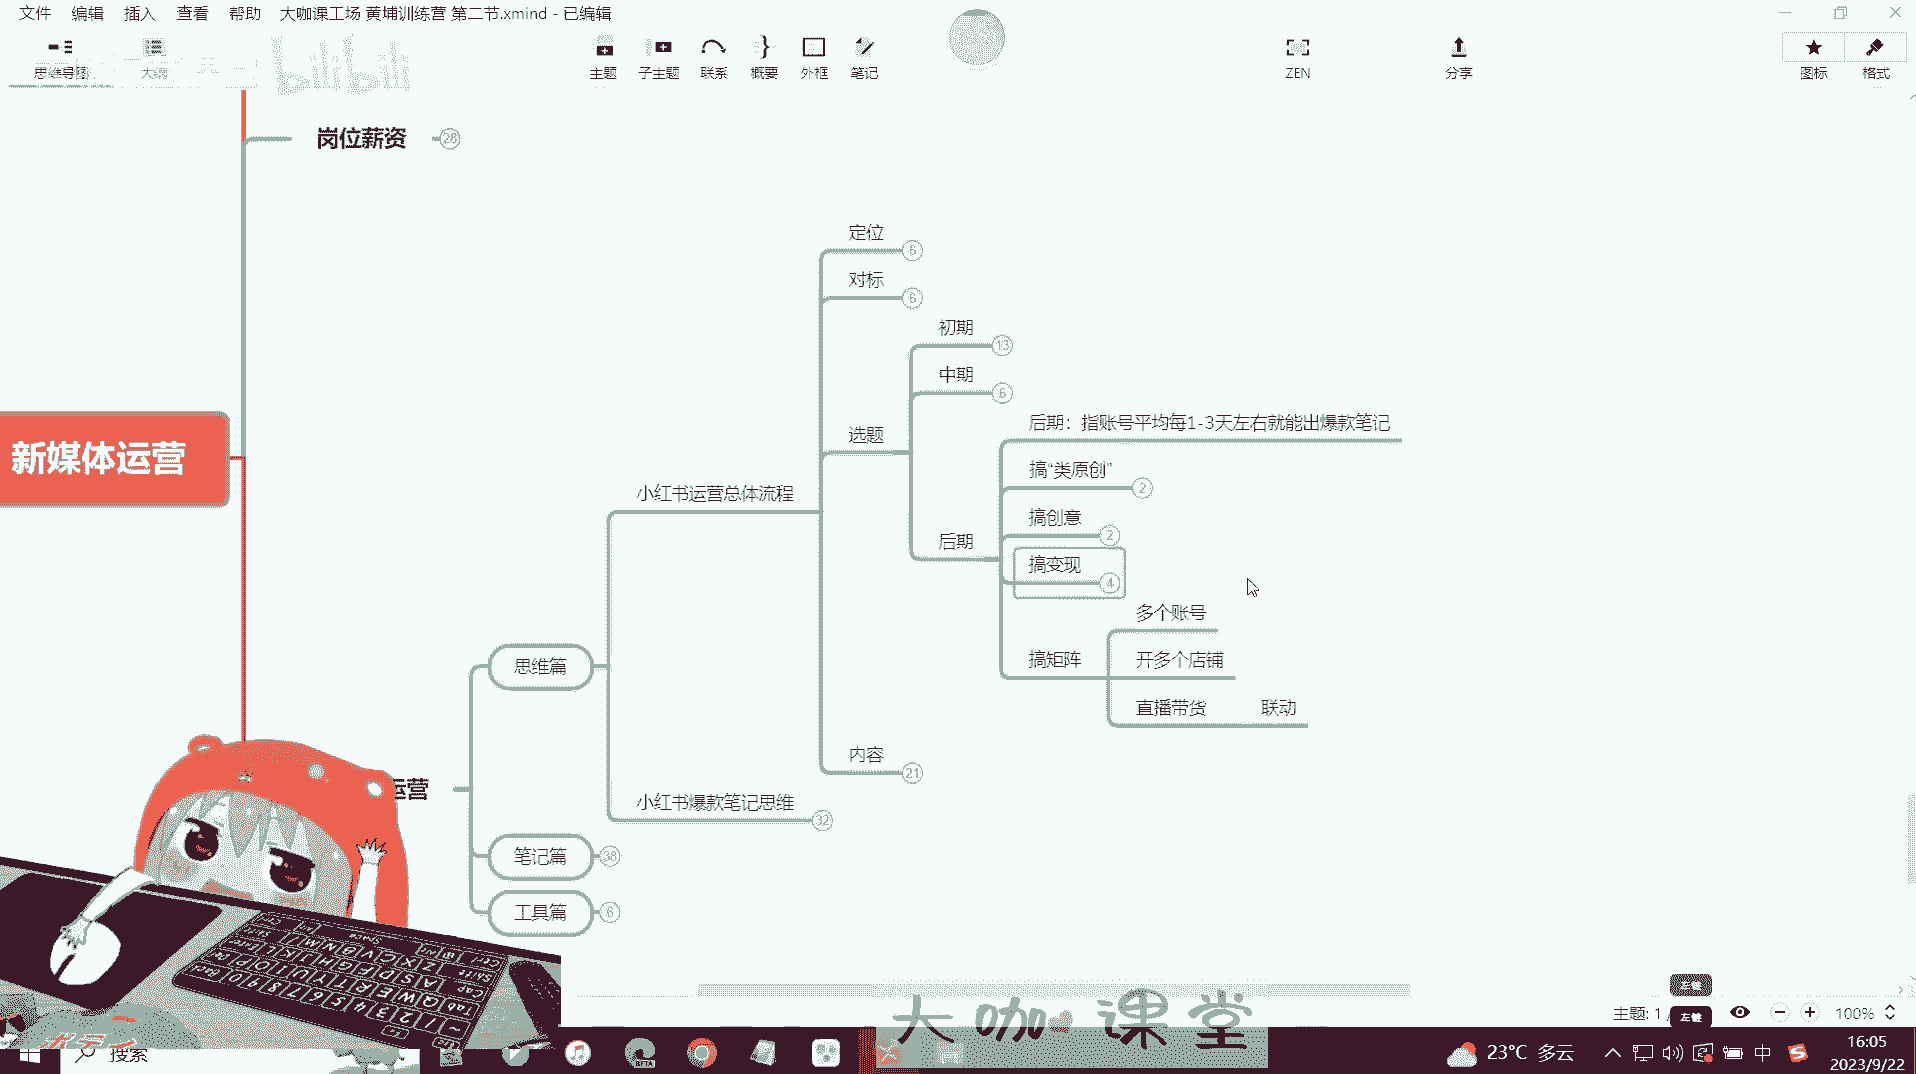 文件 编辑 插入 查看 帮助 大咖课工场 黄埔训练营 第二节.xmind - 已编辑
思维导图 大纲 主题 子主题 联系 概要 外框 笔记 ZEN 分享 图标 格式
bilibili
岗位薪资 28
定位 6
对标 6
初期 13
中期 6
后期：指账号平均每1-3天左右就能出爆款笔记
选题
新媒体运营
搞“类原创” 2
小红书运营总体流程
搞创意 2
后期
搞变现 4
多个账号
搞矩阵
开多个店铺
思维篇
直播带货 联动
内容 21
运营
小红书爆款笔记思维 32
笔记篇 38
工具篇 6
大咖课堂
左键
主题: 1 /
左键
100%
搜索
23°C 多云
中
16:05
2023/9/22